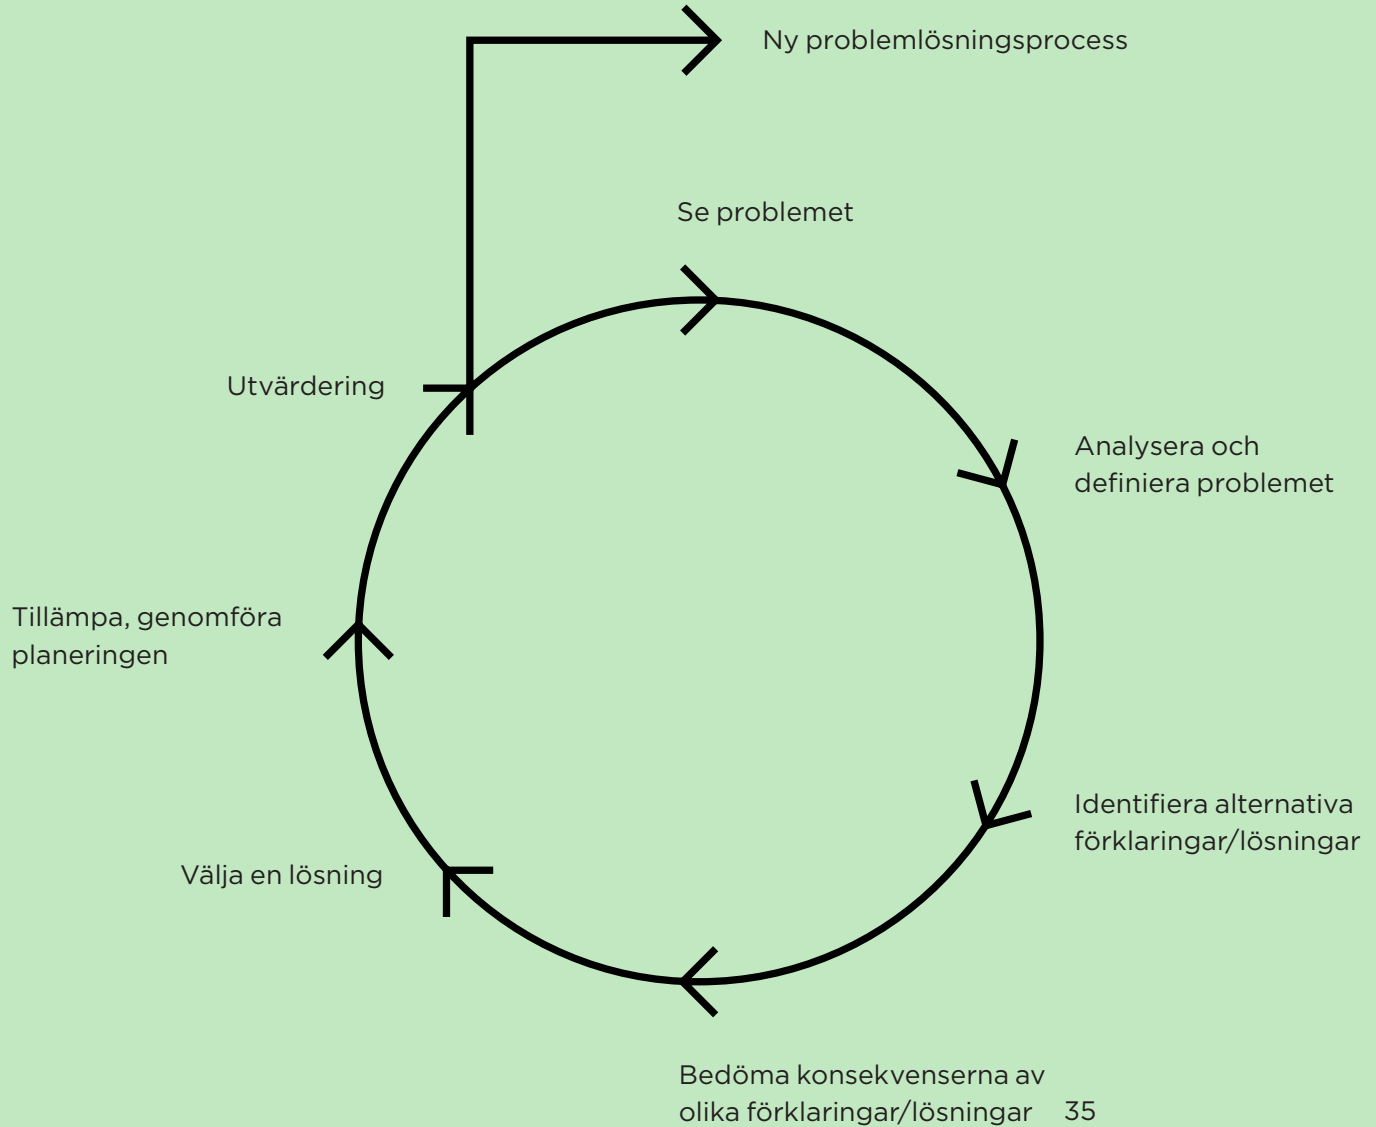 Ny problemlösningsprocess
Se problemet
Utvärdering
Analysera och
definiera problemet
Tillämpa, genomföra
planeringen
Identifiera alternativa
förklaringar/lösningar
Välja en lösning
Bedöma konsekvenserna av
olika förklaringar/lösningar 35